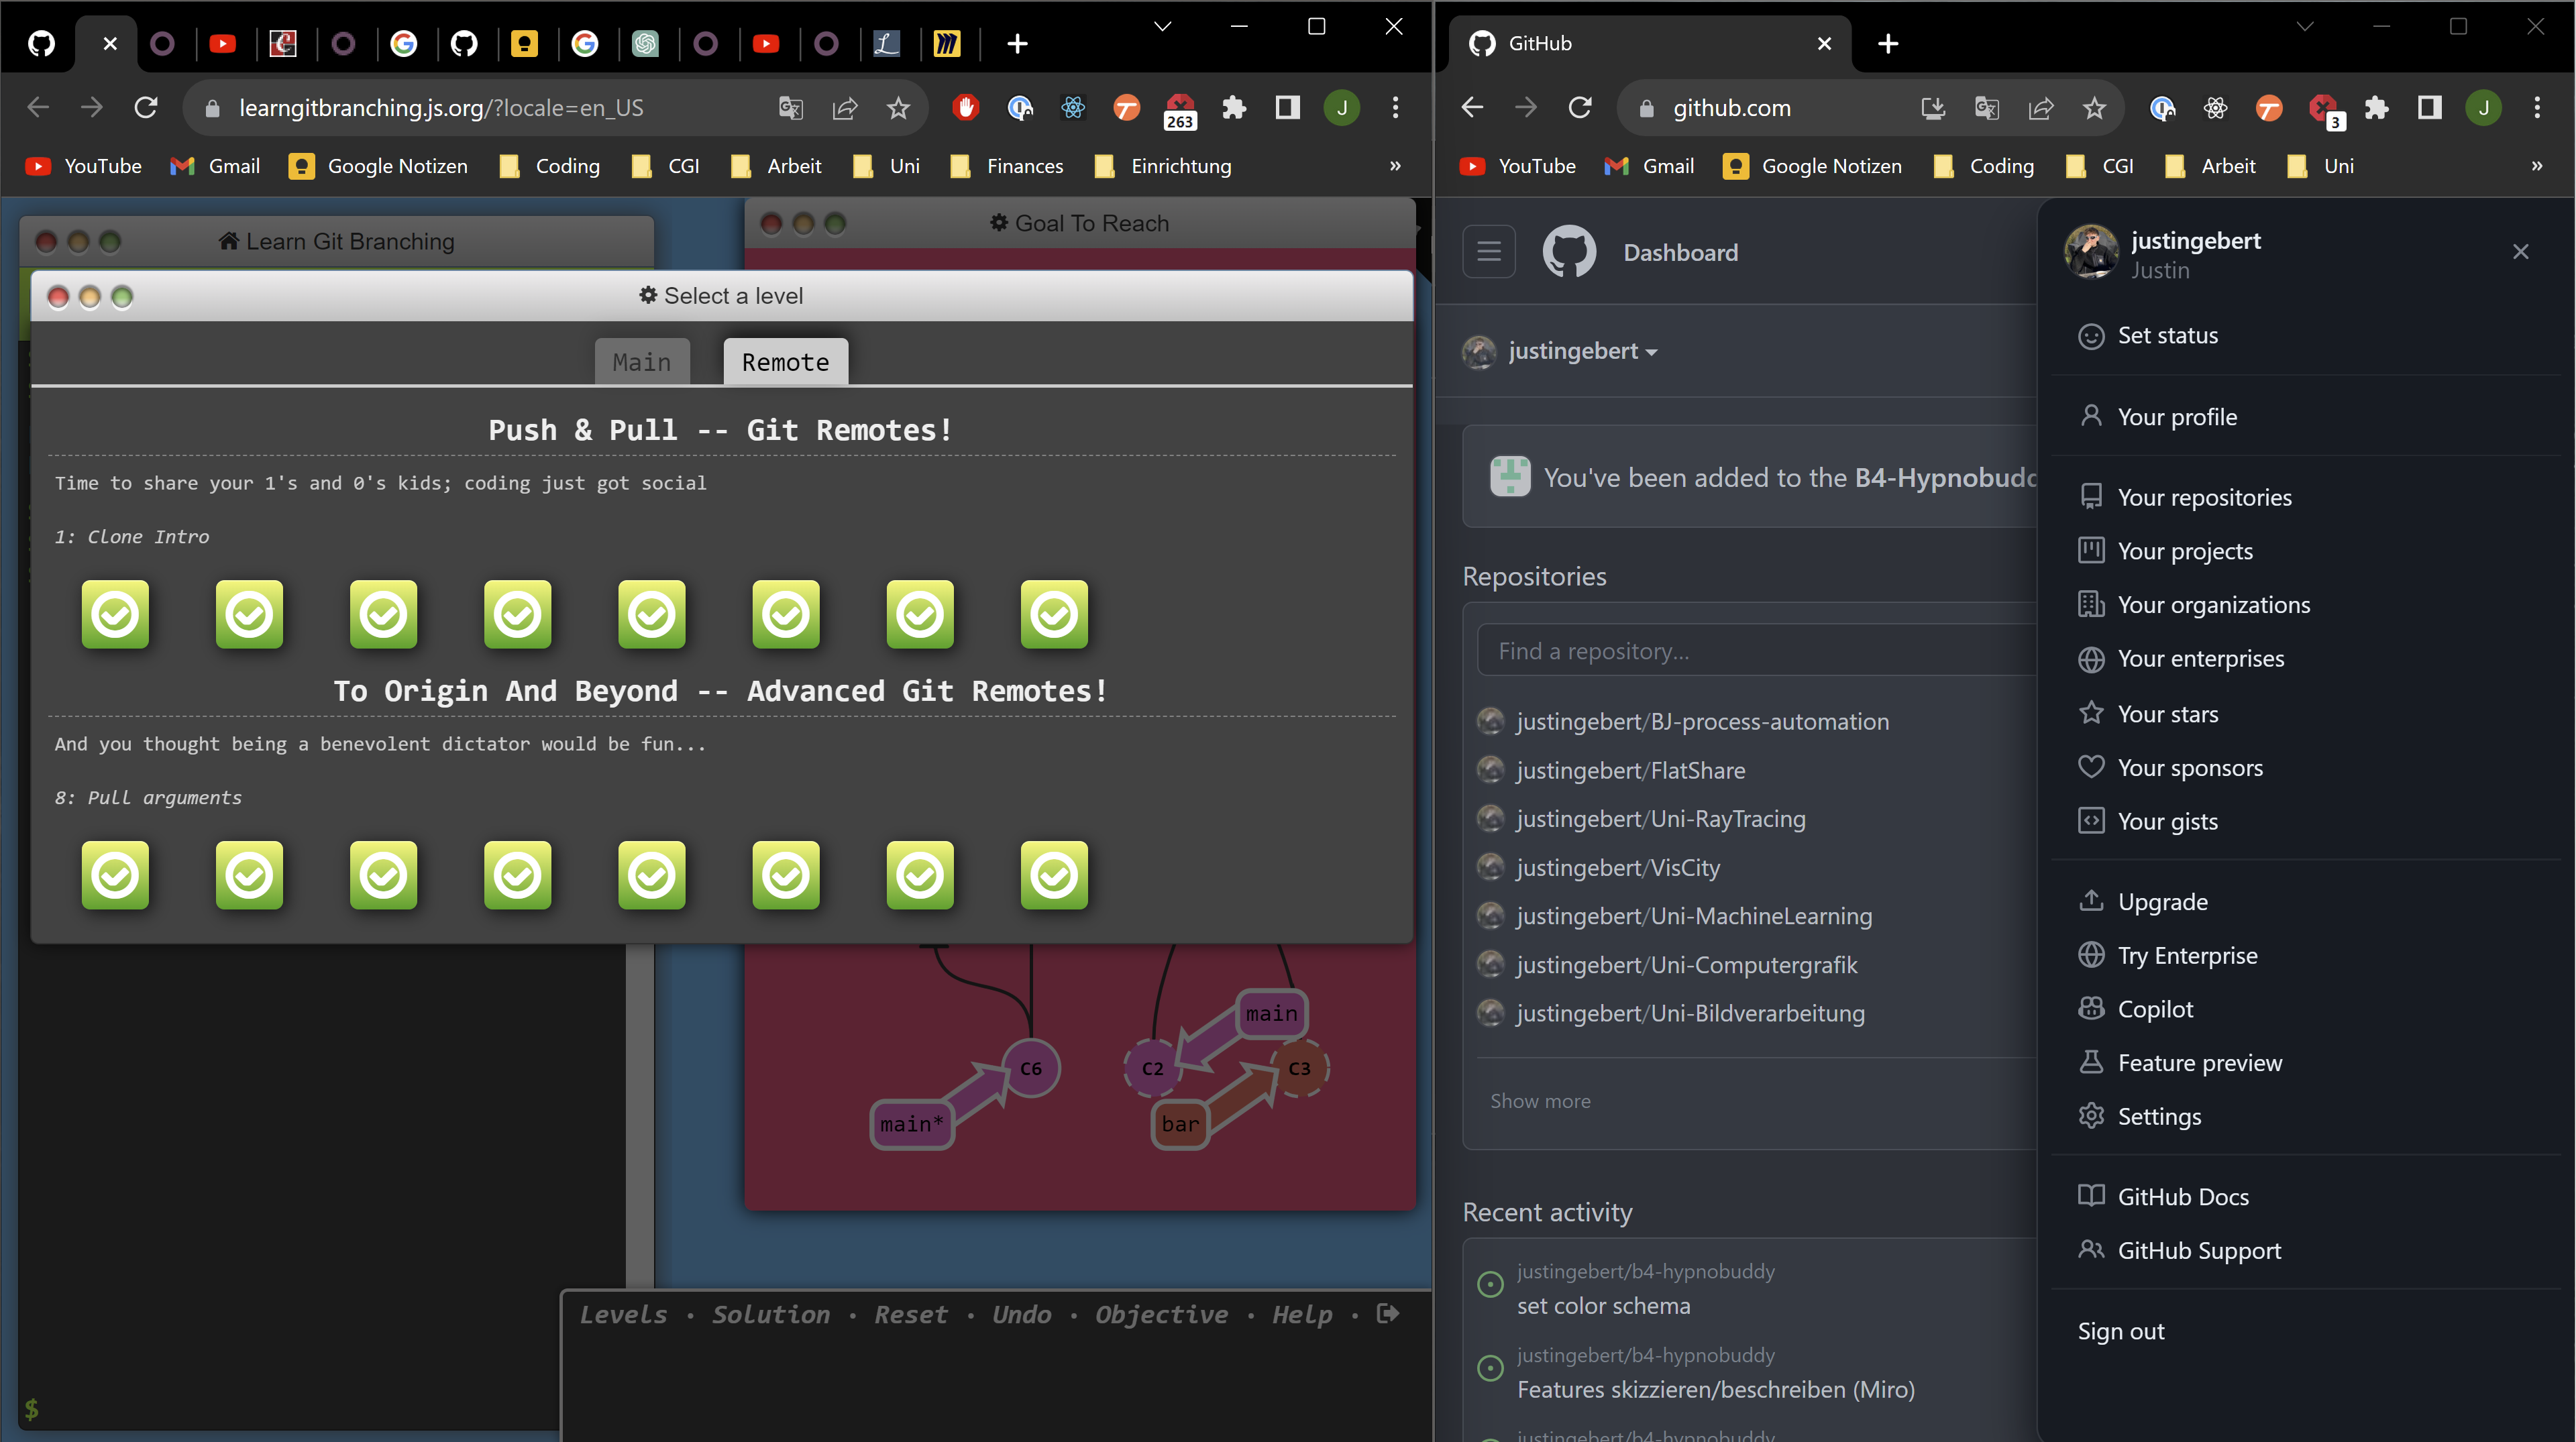 learngitbranching.js.org/?locale=en_US
263
J
YouTube
Gmail
Google Notizen
Coding
CGI
Arbeit
Uni
Finances
Einrichtung
»
Learn Git Branching
Goal To Reach
Select a level
Main
Remote
Push & Pull -- Git Remotes!
Time to share your 1's and 0's kids; coding just got social
1: Clone Intro
To Origin And Beyond -- Advanced Git Remotes!
And you thought being a benevolent dictator would be fun...
8: Pull arguments
main
C6
C2
C3
main*
bar
Levels · Solution · Reset · Undo · Objective · Help ·
$
GitHub
github.com
3
J
YouTube
Gmail
Google Notizen
Coding
CGI
Arbeit
Uni
»
Dashboard
justingebert
You've been added to the B4-Hypnobudd
Repositories
Find a repository...
justingebert/BJ-process-automation
justingebert/FlatShare
justingebert/Uni-RayTracing
justingebert/VisCity
justingebert/Uni-MachineLearning
justingebert/Uni-Computergrafik
justingebert/Uni-Bildverarbeitung
Show more
Recent activity
justingebert/b4-hypnobuddy
set color schema
justingebert/b4-hypnobuddy
Features skizzieren/beschreiben (Miro)
justingebert/b4-hypnobuddy
justingebert
Justin
Set status
Your profile
Your repositories
Your projects
Your organizations
Your enterprises
Your stars
Your sponsors
Your gists
Upgrade
Try Enterprise
Copilot
Feature preview
Settings
GitHub Docs
GitHub Support
Sign out